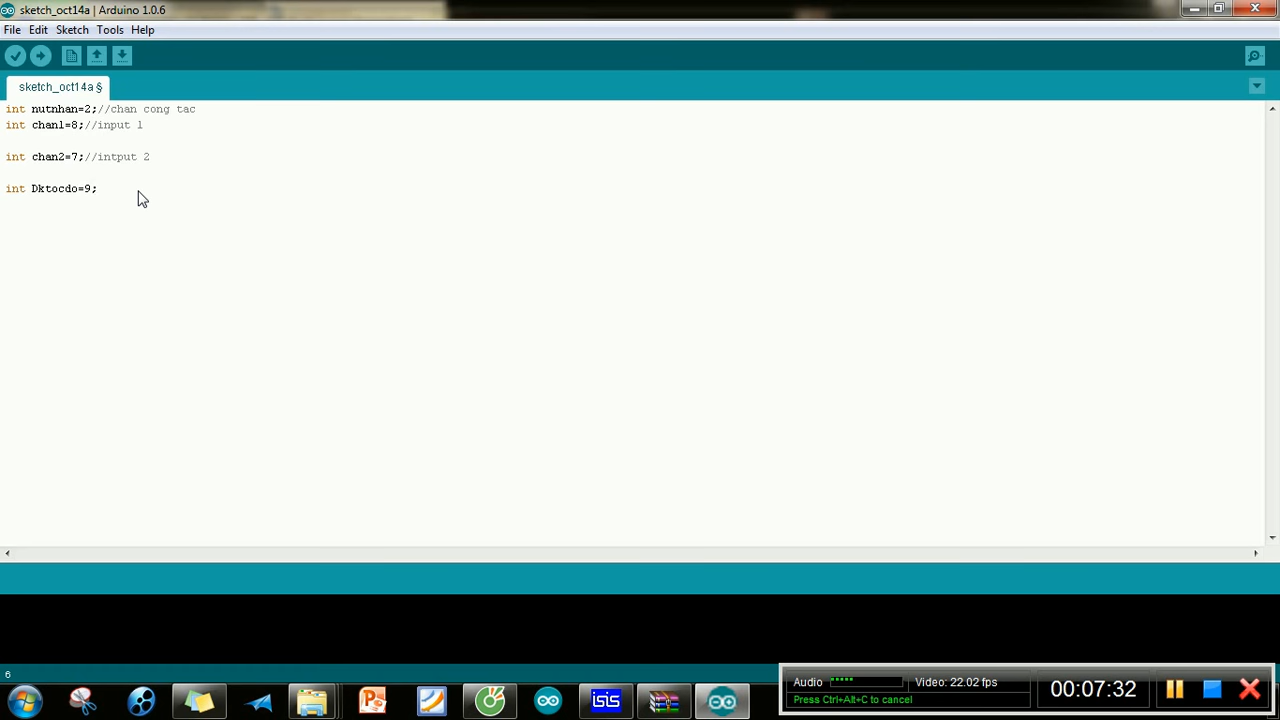 sketch_oct14a | Arduino 1.0.6
File Edit Sketch Tools Help
sketch_oct14a §
int nutnhan=2;//chan cong tac
int chan1=8;//input 1
int chan2=7;//intput 2
int Dktocdo=9;
6
Audio
Video: 22.02 fps
Press Ctrl+Alt+C to cancel
00:07:32
isis